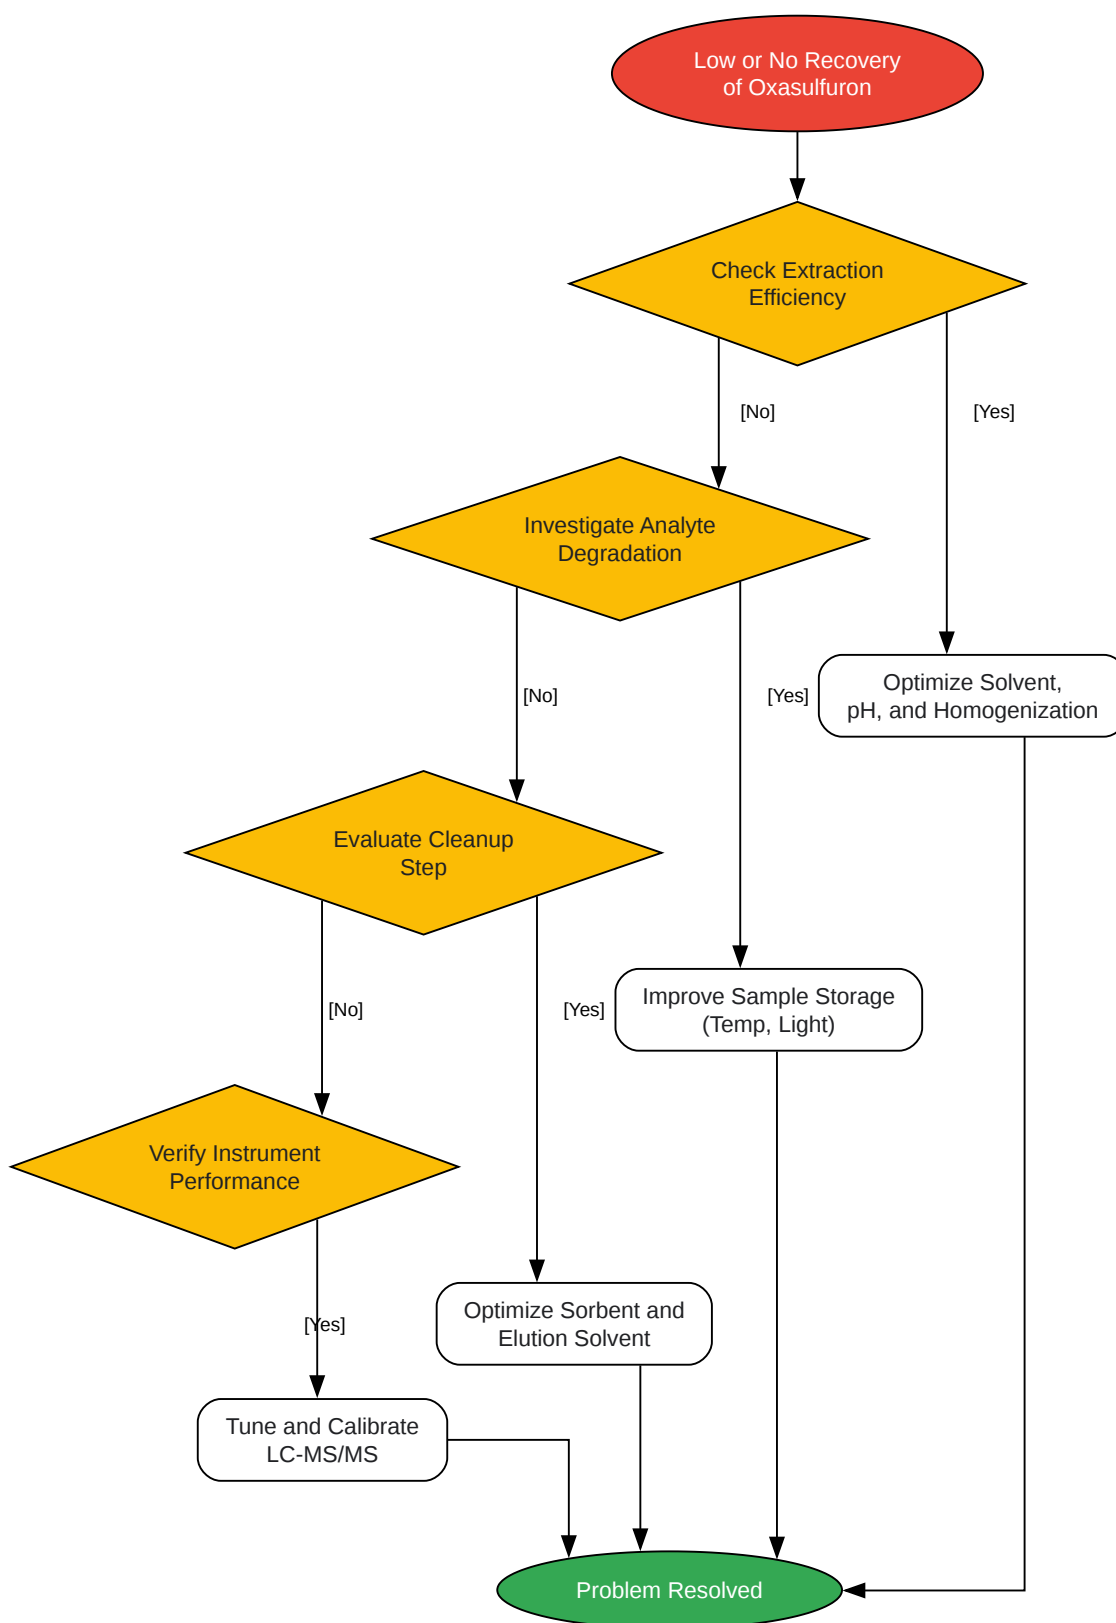 Low or No Recovery
of Oxasulfuron
Check Extraction
Efficiency
[No]
[Yes]
Investigate Analyte
Degradation
[No]
[Yes]
Optimize Solvent,
pH, and Homogenization
Evaluate Cleanup
Step
[No]
[Yes]
Improve Sample Storage
(Temp, Light)
Verify Instrument
Performance
[Yes]
Optimize Sorbent and
Elution Solvent
Tune and Calibrate
LC-MS/MS
Problem Resolved